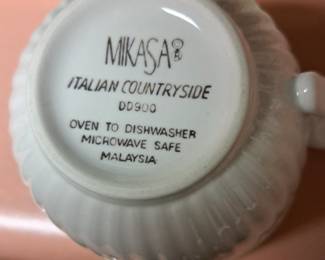 MIKASA
ITALIAN COUNTRYSIDE
DD900
OVEN TO DISHWASHER
MICROWAVE SAFE
MALAYSIA